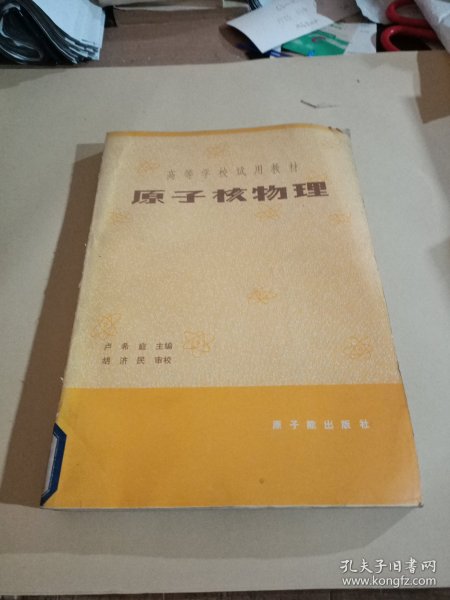 高等学校试用教材
原子核物理
卢希庭 主编
胡济民 审校
原子能出版社
孔夫子旧书网
www.kongfz.com